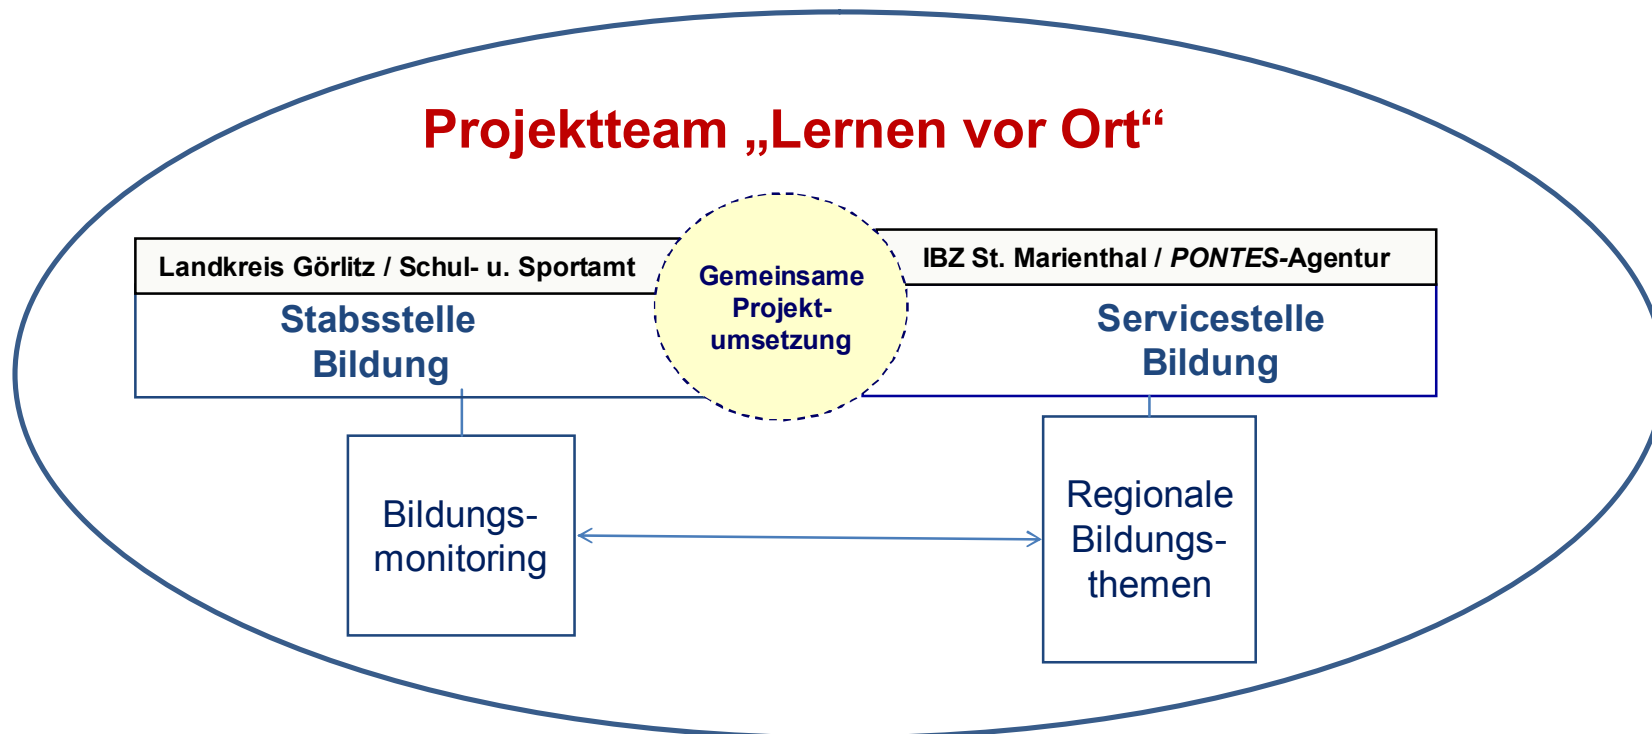 Projektteam „Lernen vor Ort“
Landkreis Görlitz / Schul- u. Sportamt
Stabsstelle
Bildung
Gemeinsame
Projekt-
umsetzung
IBZ St. Marienthal / PONTES-Agentur
Servicestelle
Bildung
Bildungs-
monitoring
Regionale
Bildungs-
themen